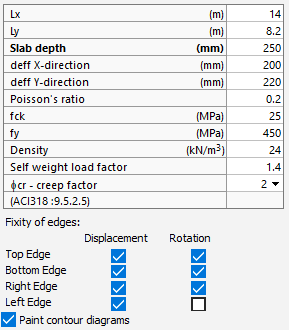 Lx (m) 14
Ly (m) 8.2
Slab depth (mm) 250
deff X-direction (mm) 200
deff Y-direction (mm) 220
Poisson's ratio 0.2
fck (MPa) 25
fy (MPa) 450
Density (kN/m³) 24
Self weight load factor 1.4
ϕcr - creep factor 2
(ACI318 :9.5.2.5)
Fixity of edges:
Displacement Rotation
Top Edge
Bottom Edge
Right Edge
Left Edge
Paint contour diagrams